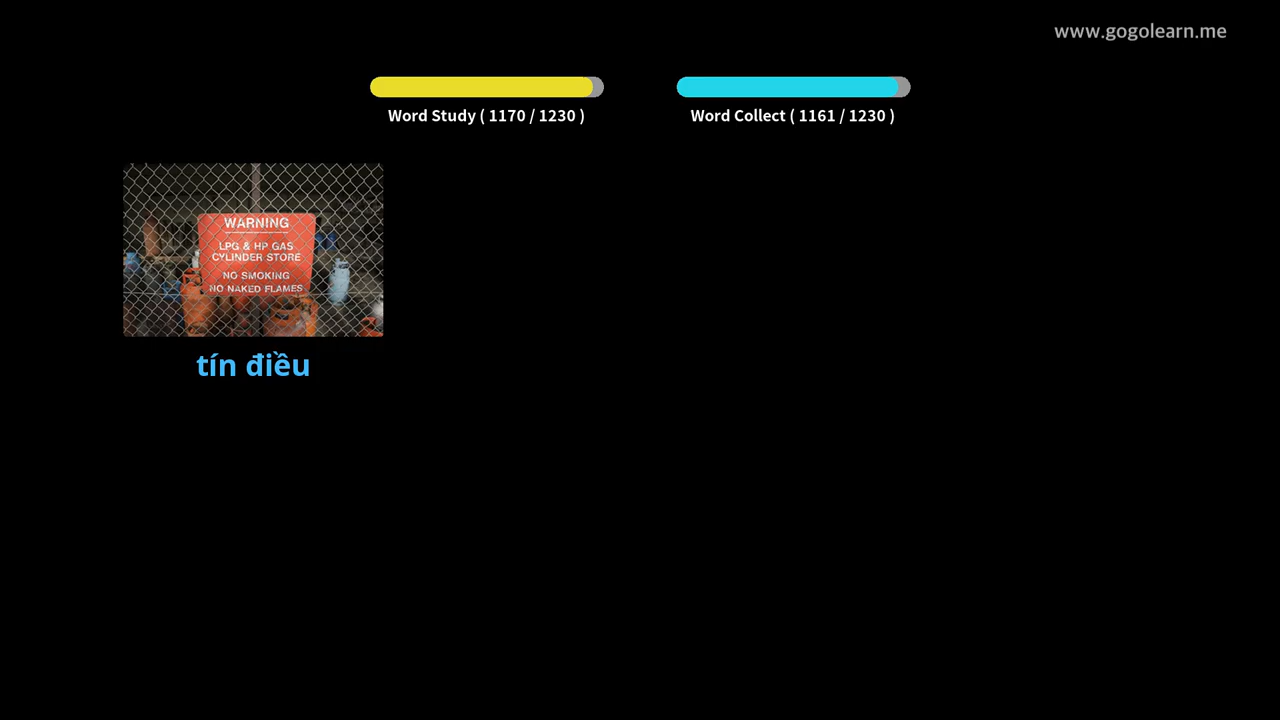 www.gogolearn.me
Word Study ( 1170 / 1230 )
Word Collect ( 1161 / 1230 )
WARNING
LPG & HP GAS
CYLINDER STORE
NO SMOKING
NO NAKED FLAMES
tín điều